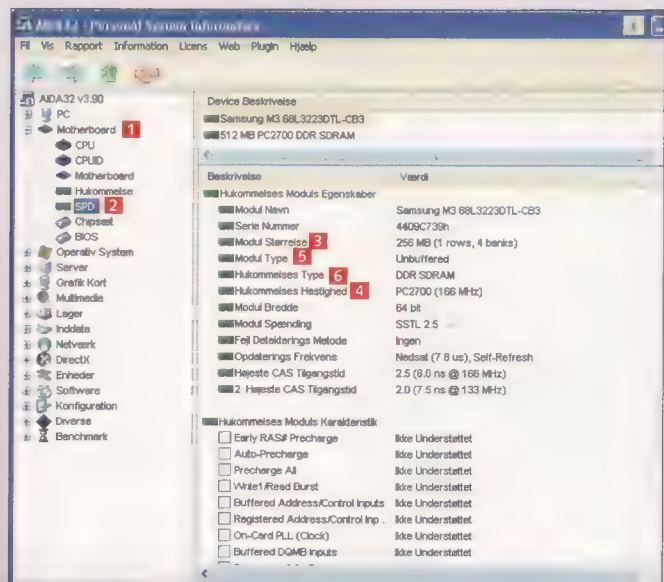 AIDA32 - Personal System Information
Fil Vis Rapport Information Licens Web Plugin Hjælp
AIDA32 v3.90
PC
Motherboard 1
CPU
CPUID
Motherboard
Hukommelse
SPD 2
Chipsæt
BIOS
Operativ System
Server
Grafik Kort
Multimedie
Lager
Inddata
Netværk
DirectX
Enheder
Software
Konfiguration
Diverse
Benchmark
Device Beskrivelse
Samsung M3 68L3223DTL-CB3
512 MB PC2700 DDR SDRAM
Beskrivelse Værdi
Hukommelses Moduls Egenskaber
Modul Navn Samsung M3 68L3223DTL-CB3
Serie Nummer 4409C739h
Modul Størrelse 3 256 MB (1 rows, 4 banks)
Modul Type 5 Unbuffered
Hukommelses Type 6 DDR SDRAM
Hukommelses Hastighed 4 PC2700 (166 MHz)
Modul Bredde 64 bit
Modul Spænding SSTL 2.5
Fejl Detekterings Metode Ingen
Opdaterings Frekvens Nedsat (7.8 us), Self-Refresh
Højeste CAS Tilgangstid 2.5 (6.0 ns @ 166 MHz)
2. Højeste CAS Tilgangstid 2.0 (7.5 ns @ 133 MHz)
Hukommelses Moduls Karakteristik
Early RAS# Precharge Ikke Understøttet
Auto-Precharge Ikke Understøttet
Precharge All Ikke Understøttet
Write1/Read Burst Ikke Understøttet
Buffered Address/Control Inputs Ikke Understøttet
Registered Address/Control Inp. Ikke Understøttet
On-Card PLL (Clock) Ikke Understøttet
Buffered DQMB Inputs Ikke Understøttet